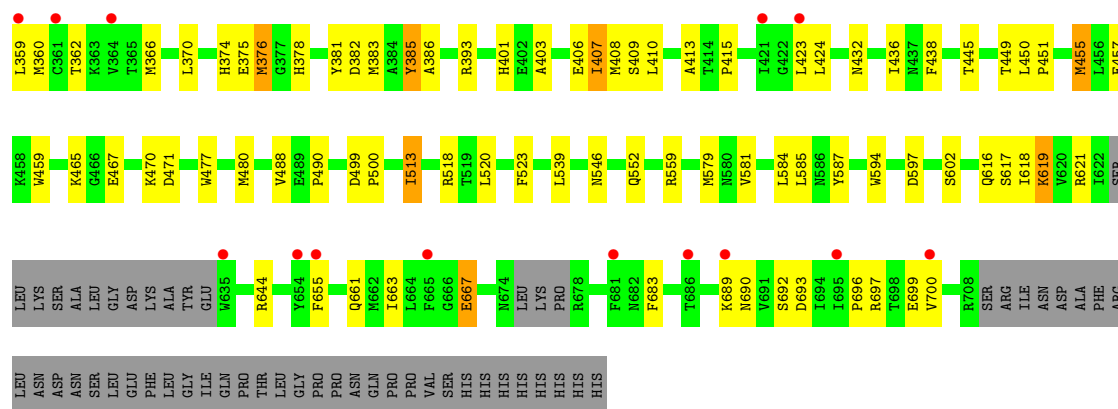 L359 M360 C361 T362 K363 V364 T365 M366 L370 H374 E375 M376 G377 H378 Y381 D382 M383 A384 Y385 A386 R393 H401 E402 A403 E406 I407 M408 S409 L410 A413 T414 P415 I421 G422 L423 L424 N432 I436 N437 F438 T445 T449 L450 P451 M455 L456 E457
K458 W459 K465 G466 E467 K470 D471 W477 M480 V488 E489 P490 D499 P500 I513 R518 T519 L520 F523 L539 N546 Q552 R559 M579 N580 V581 L584 L585 N586 Y587 W594 D597 S602 Q616 S617 I618 K619 V620 R621 I622 SER
LEU LYS SER ALA LEU GLY ASP LYS ALA TYR GLU W635 R644 Y654 F655 Q661 M662 I663 L664 F665 G666 E667 N674 LEU LYS PRO R678 F681 N682 F683 T686 K689 N690 V691 S692 D693 I694 I695 P696 R697 T698 E699 V700 R708 SER ARG ILE ASN ASP ALA PHE ARG
LEU ASN ASP ASN SER LEU GLU PHE LEU GLY ILE GLN PRO THR LEU GLY PRO PRO ASN GLN PRO PRO VAL SER HIS HIS HIS HIS HIS HIS